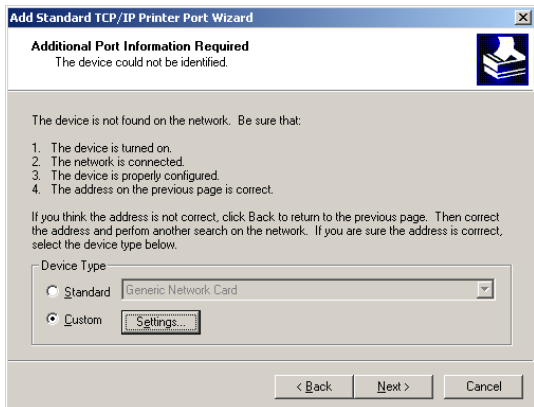 Add Standard TCP/IP Printer Port Wizard
Additional Port Information Required
The device could not be identified.
The device is not found on the network. Be sure that:
1. The device is turned on.
2. The network is connected.
3. The device is properly configured.
4. The address on the previous page is correct.
If you think the address is not correct, click Back to return to the previous page. Then correct
the address and perfom another search on the network. If you are sure the address is correct,
select the device type below.
Device Type
Standard Generic Network Card
Custom Settings...
< Back Next > Cancel